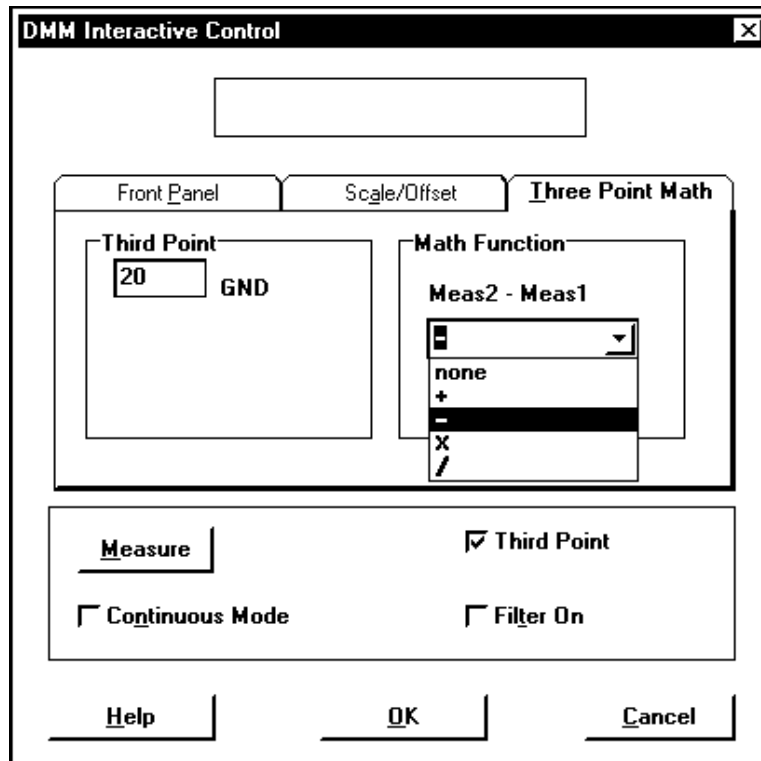 DMM Interactive Control
Front Panel
Scale/Offset
Three Point Math
Third Point
20 GND
Math Function
Meas2 - Meas1
-
none
+
-
x
/
Measure
Third Point
Continuous Mode
Filter On
Help
OK
Cancel